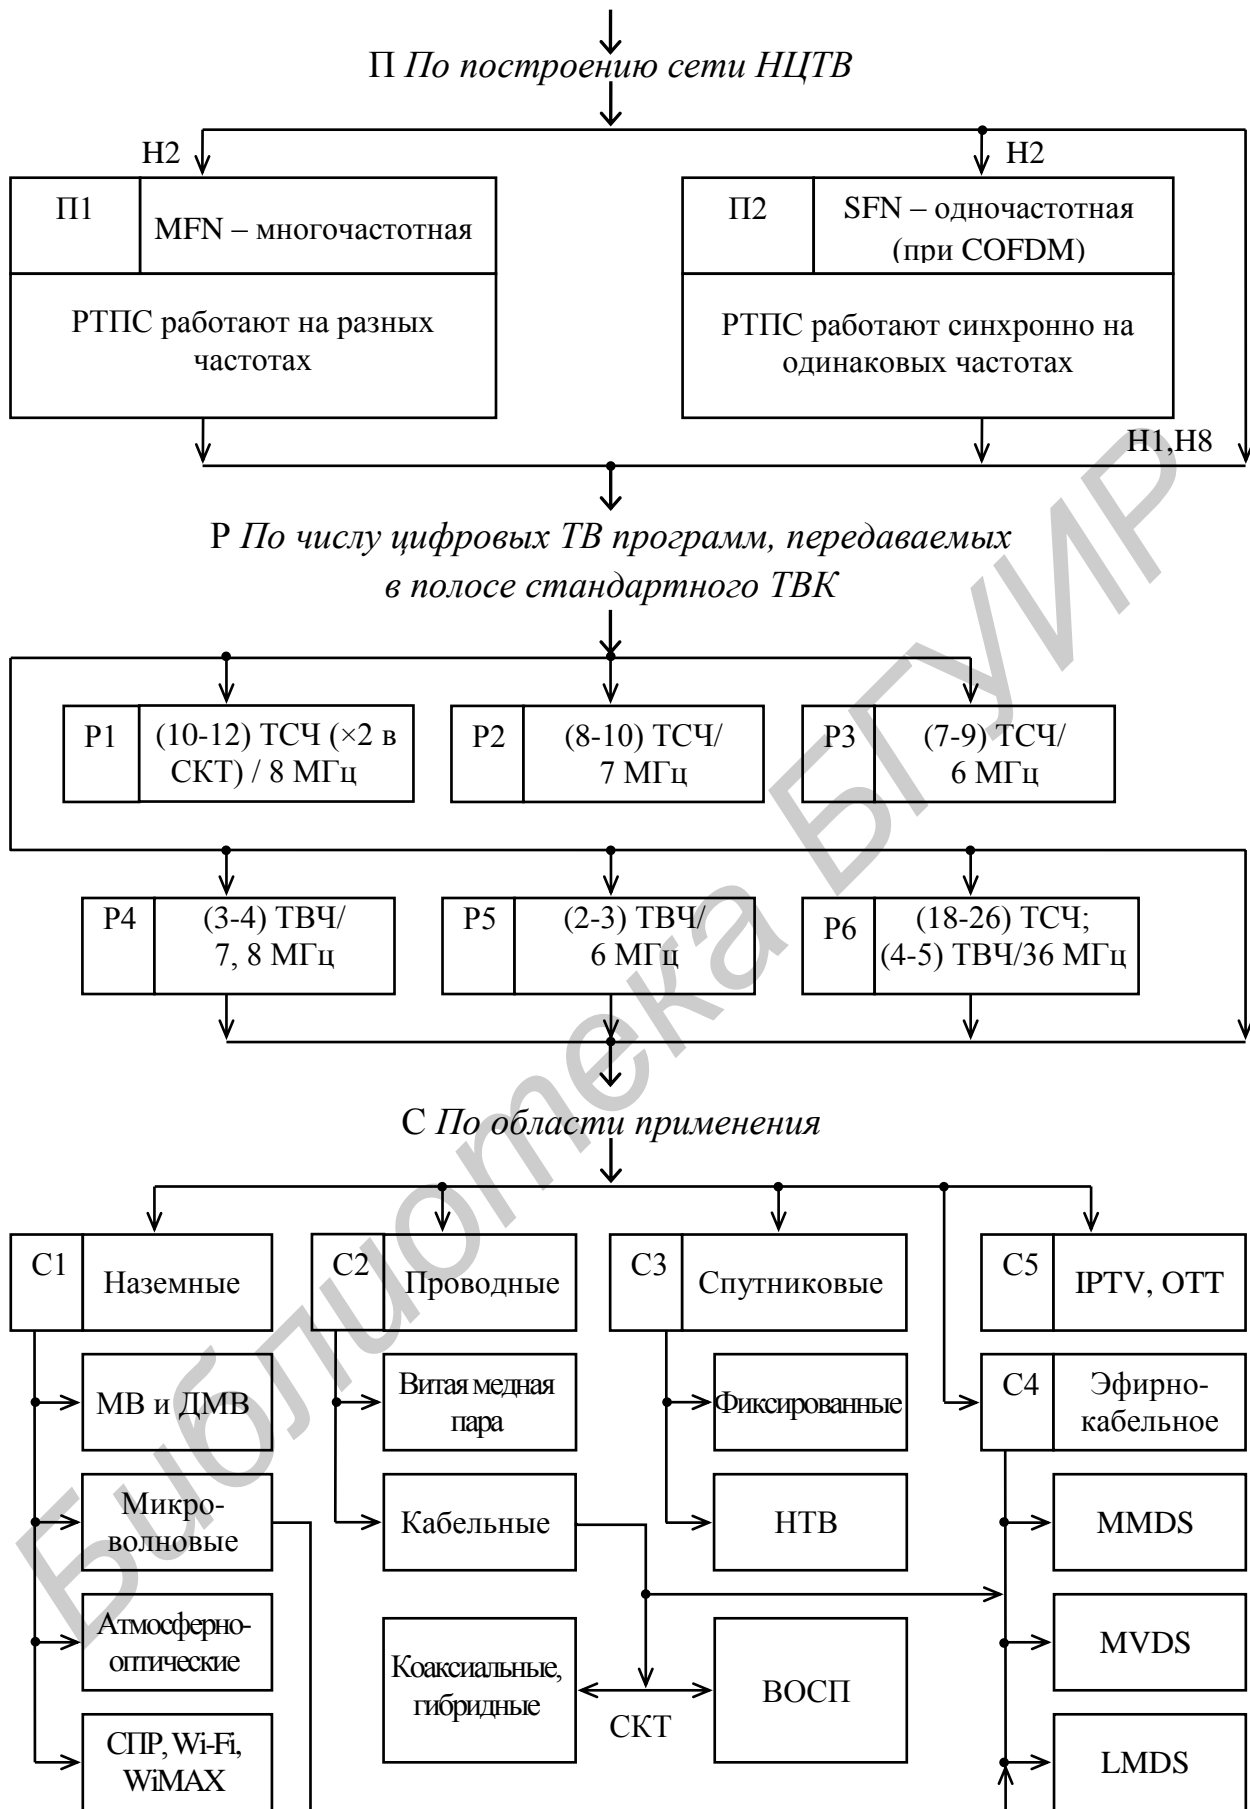 П По построению сети НЦТВ
Н2
Н2
П1
MFN – многочастотная
РТПС работают на разных
частотах
П2
SFN – одночастотная
(при COFDM)
РТПС работают синхронно на
одинаковых частотах
Н1,Н8
Р По числу цифровых ТВ программ, передаваемых
в полосе стандартного ТВК
Р1
(10-12) ТСЧ (×2 в
СКТ) / 8 МГц
Р2
(8-10) ТСЧ/
7 МГц
Р3
(7-9) ТСЧ/
6 МГц
Р4
(3-4) ТВЧ/
7, 8 МГц
Р5
(2-3) ТВЧ/
6 МГц
Р6
(18-26) ТСЧ;
(4-5) ТВЧ/36 МГц
С По области применения
С1
Наземные
С2
Проводные
С3
Спутниковые
С5
IPTV, ОТТ
МВ и ДМВ
Витая медная
пара
Фиксированные
С4
Эфирно-
кабельное
Микро-
волновые
Кабельные
НТВ
MMDS
Атмосферно-
оптические
Коаксиальные,
гибридные
СКТ
ВОСП
MVDS
СПР, Wi-Fi,
WiMAX
LMDS
Библиотека БГУИР